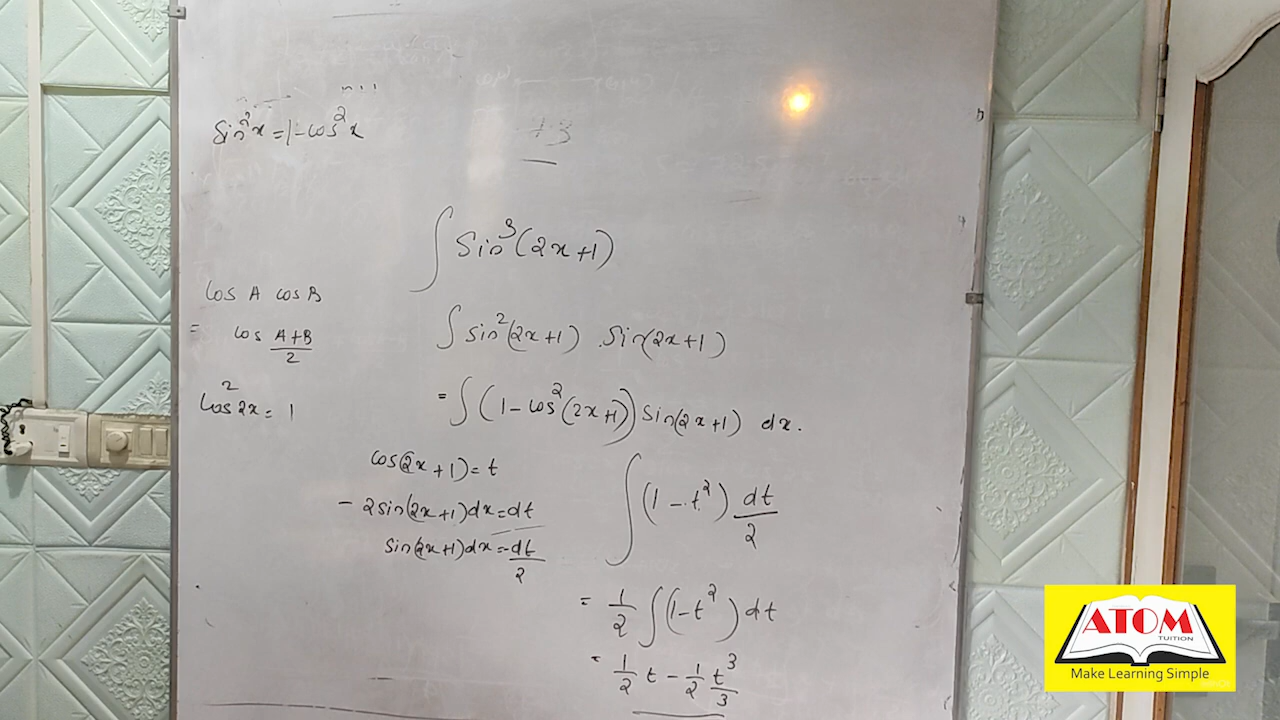 sin²x = 1-cos²x
+3
∫ sin³(2x+1)
cos A cos B
= cos A+B/2
cos²2x = 1
∫ sin²(2x+1) . sin(2x+1)
= ∫ (1-cos²(2x+1)) sin(2x+1) dx.
cos(2x+1) = t
-2sin(2x+1)dx = dt
sin(2x+1)dx = -dt/2
∫ (1-t²) dt/2
= 1/2 ∫ (1-t²) dt
= 1/2 t - 1/2 t³/3
ATOM
TUITION
Make Learning Simple